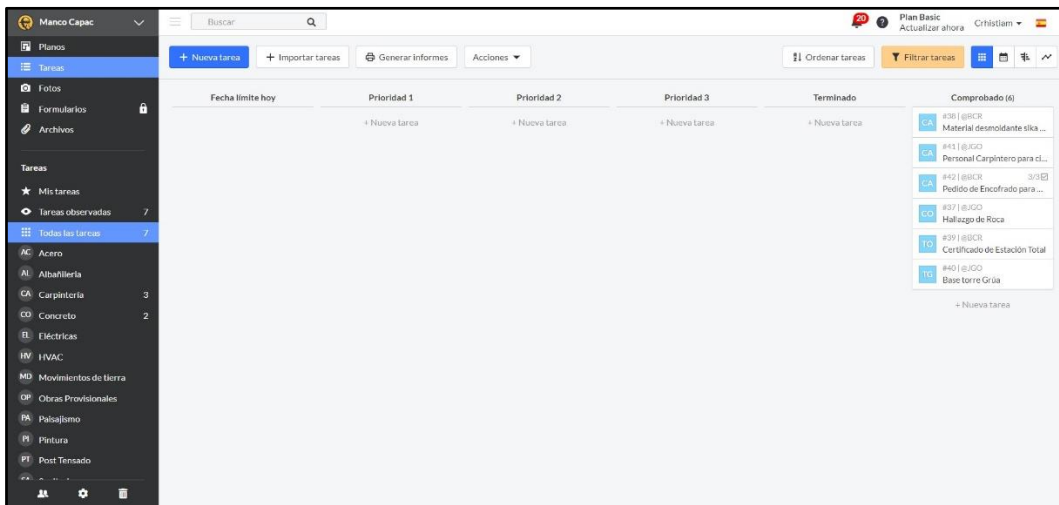 Manco Capac
Buscar
20
Plan Basic
Actualizar ahora
Crhistiam
Planos
Tareas
Fotos
Formularios
Archivos
+ Nueva tarea
+ Importar tareas
Generar informes
Acciones
Ordenar tareas
Filtrar tareas
Fecha límite hoy
Prioridad 1
Prioridad 2
Prioridad 3
Terminado
Comprobado (6)
+ Nueva tarea
+ Nueva tarea
+ Nueva tarea
+ Nueva tarea
CA
#38 | @BCR
Material desmoldante sika ...
CA
#41 | @JGO
Personal Carpintero para ci...
CA
#42 | @BCR
3/3
Pedido de Encofrado para ...
CO
#37 | @JGO
Hallazgo de Roca
TO
#39 | @BCR
Certificado de Estación Total
#40 | @JGO
Base torre Grúa
+ Nueva tarea
Tareas
Mis tareas
Tareas observadas 7
Todas las tareas 7
AC Acero
AL Albañilería
CA Carpintería 3
CO Concreto 2
EL Eléctricas
HV HVAC
MD Movimientos de tierra
OP Obras Provisionales
PA Paisajismo
PI Pintura
PT Post Tensado